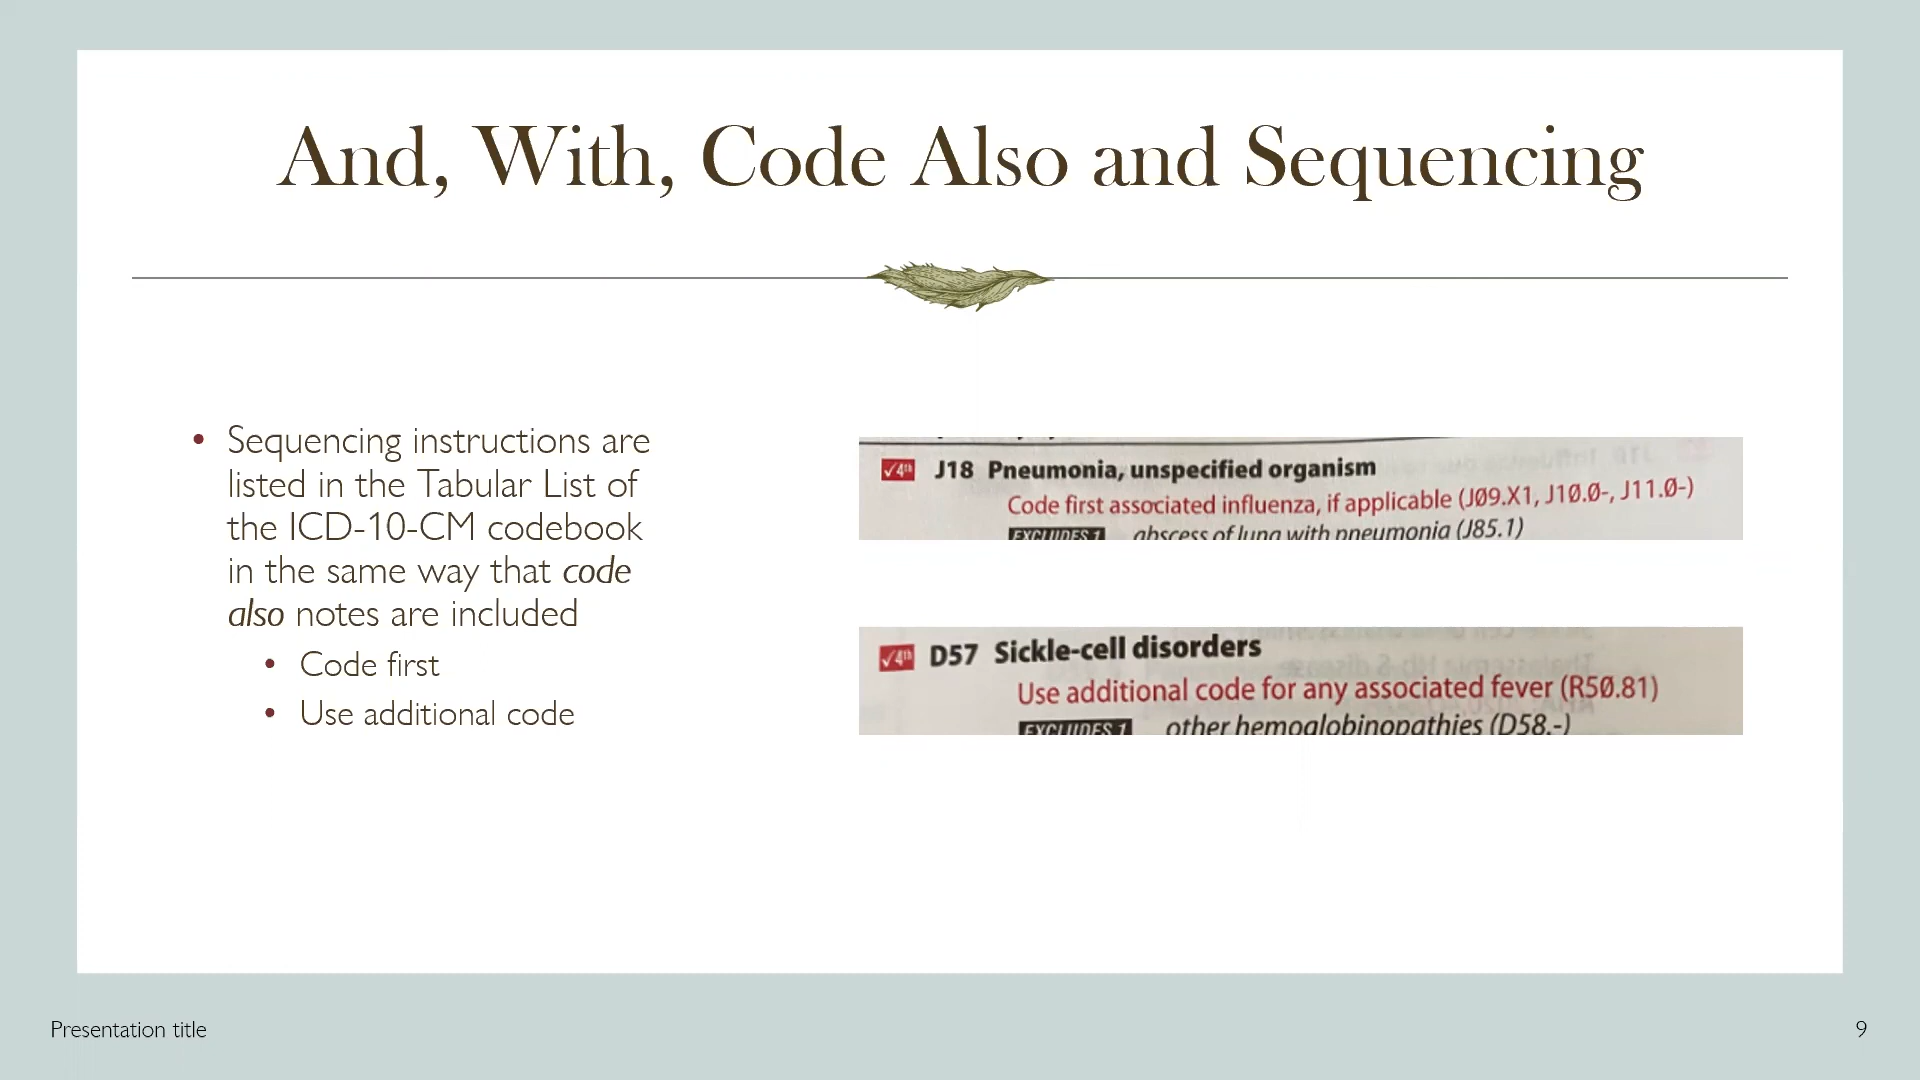 And, With, Code Also and Sequencing
• Sequencing instructions are
listed in the Tabular List of
the ICD-10-CM codebook
in the same way that code
also notes are included
• Code first
• Use additional code
✓4th J18 Pneumonia, unspecified organism
Code first associated influenza, if applicable (JØ9.X1, J1Ø.Ø-, J11.Ø-)
EXCLUDES 1 abscess of lung with pneumonia (J85.1)
✓4th D57 Sickle-cell disorders
Use additional code for any associated fever (R5Ø.81)
EXCLUDES 1 other hemoglobinopathies (D58.-)
Presentation title
9